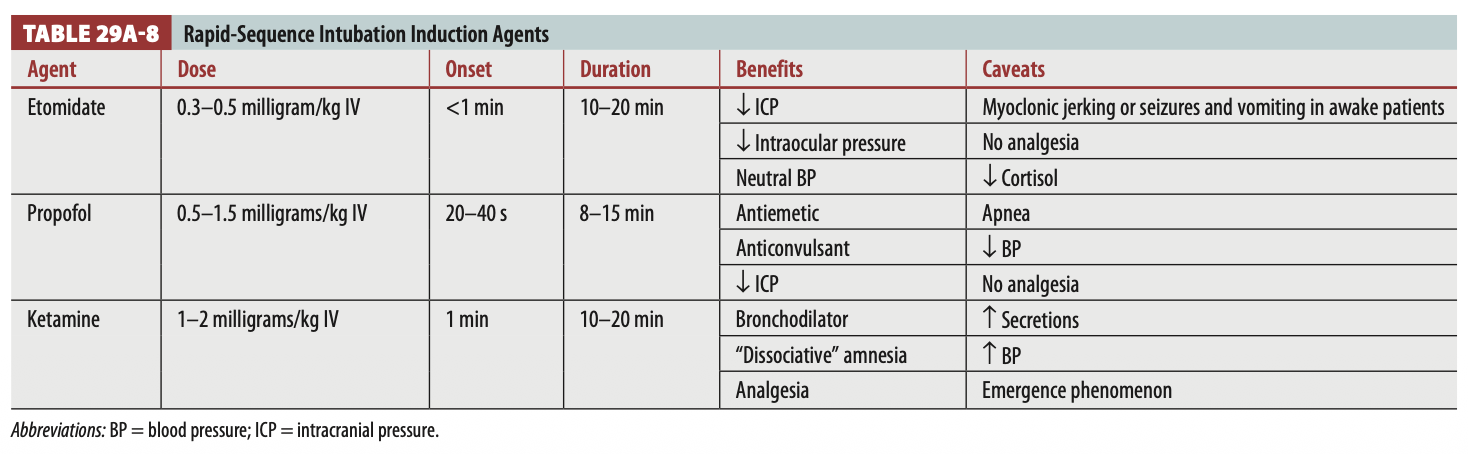 TABLE 29A-8 Rapid-Sequence Intubation Induction Agents
Agent Dose Onset Duration Benefits Caveats
Etomidate 0.3–0.5 milligram/kg IV <1 min 10–20 min ↓ ICP Myoclonic jerking or seizures and vomiting in awake patients
↓ Intraocular pressure No analgesia
Neutral BP ↓ Cortisol
Propofol 0.5–1.5 milligrams/kg IV 20–40 s 8–15 min Antiemetic Apnea
Anticonvulsant ↓ BP
↓ ICP No analgesia
Ketamine 1–2 milligrams/kg IV 1 min 10–20 min Bronchodilator ↑ Secretions
“Dissociative” amnesia ↑ BP
Analgesia Emergence phenomenon
Abbreviations: BP = blood pressure; ICP = intracranial pressure.